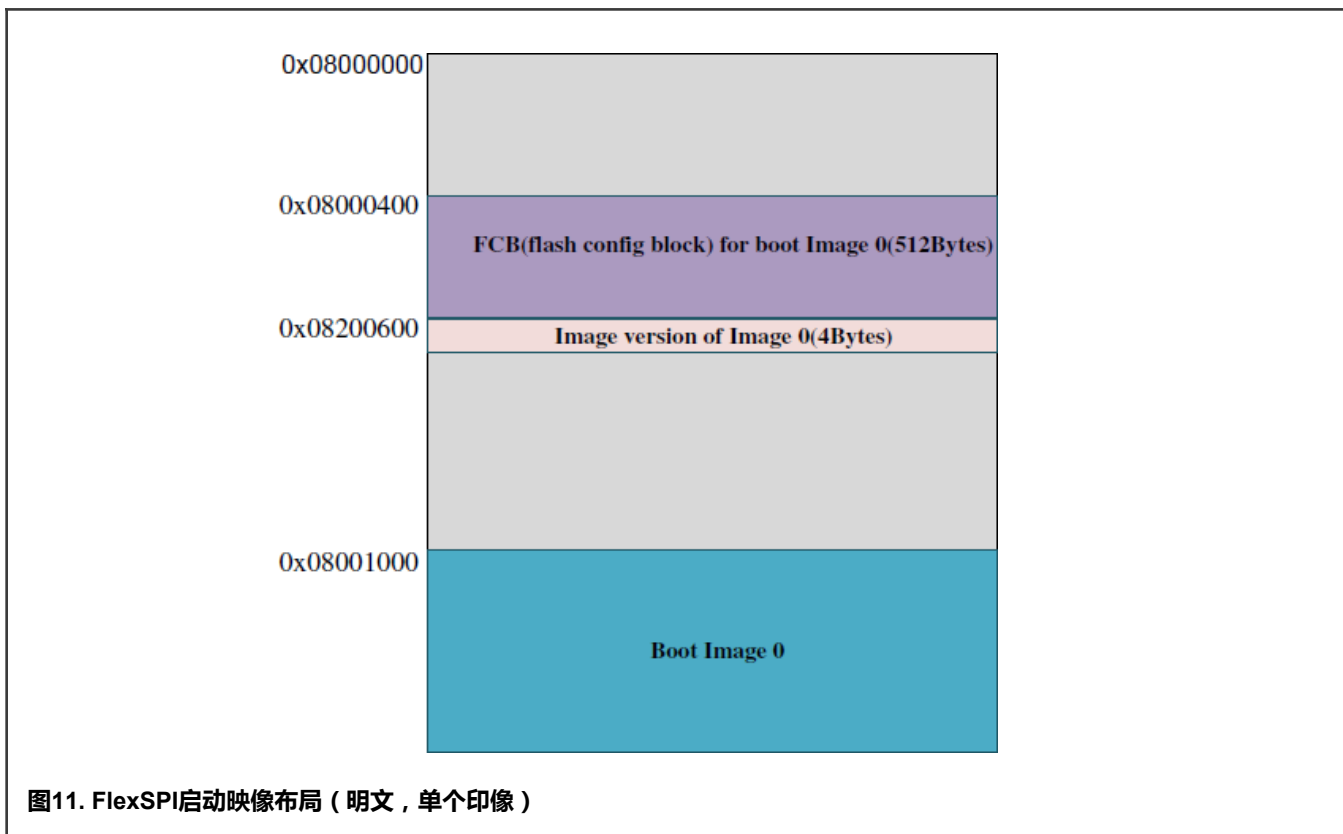 0x08000000
0x08000400
FCB(flash config block) for boot Image 0(512Bytes)
0x08200600
Image version of Image 0(4Bytes)
0x08001000
Boot Image 0
图11. FlexSPI启动映像布局（明文，单个印像）